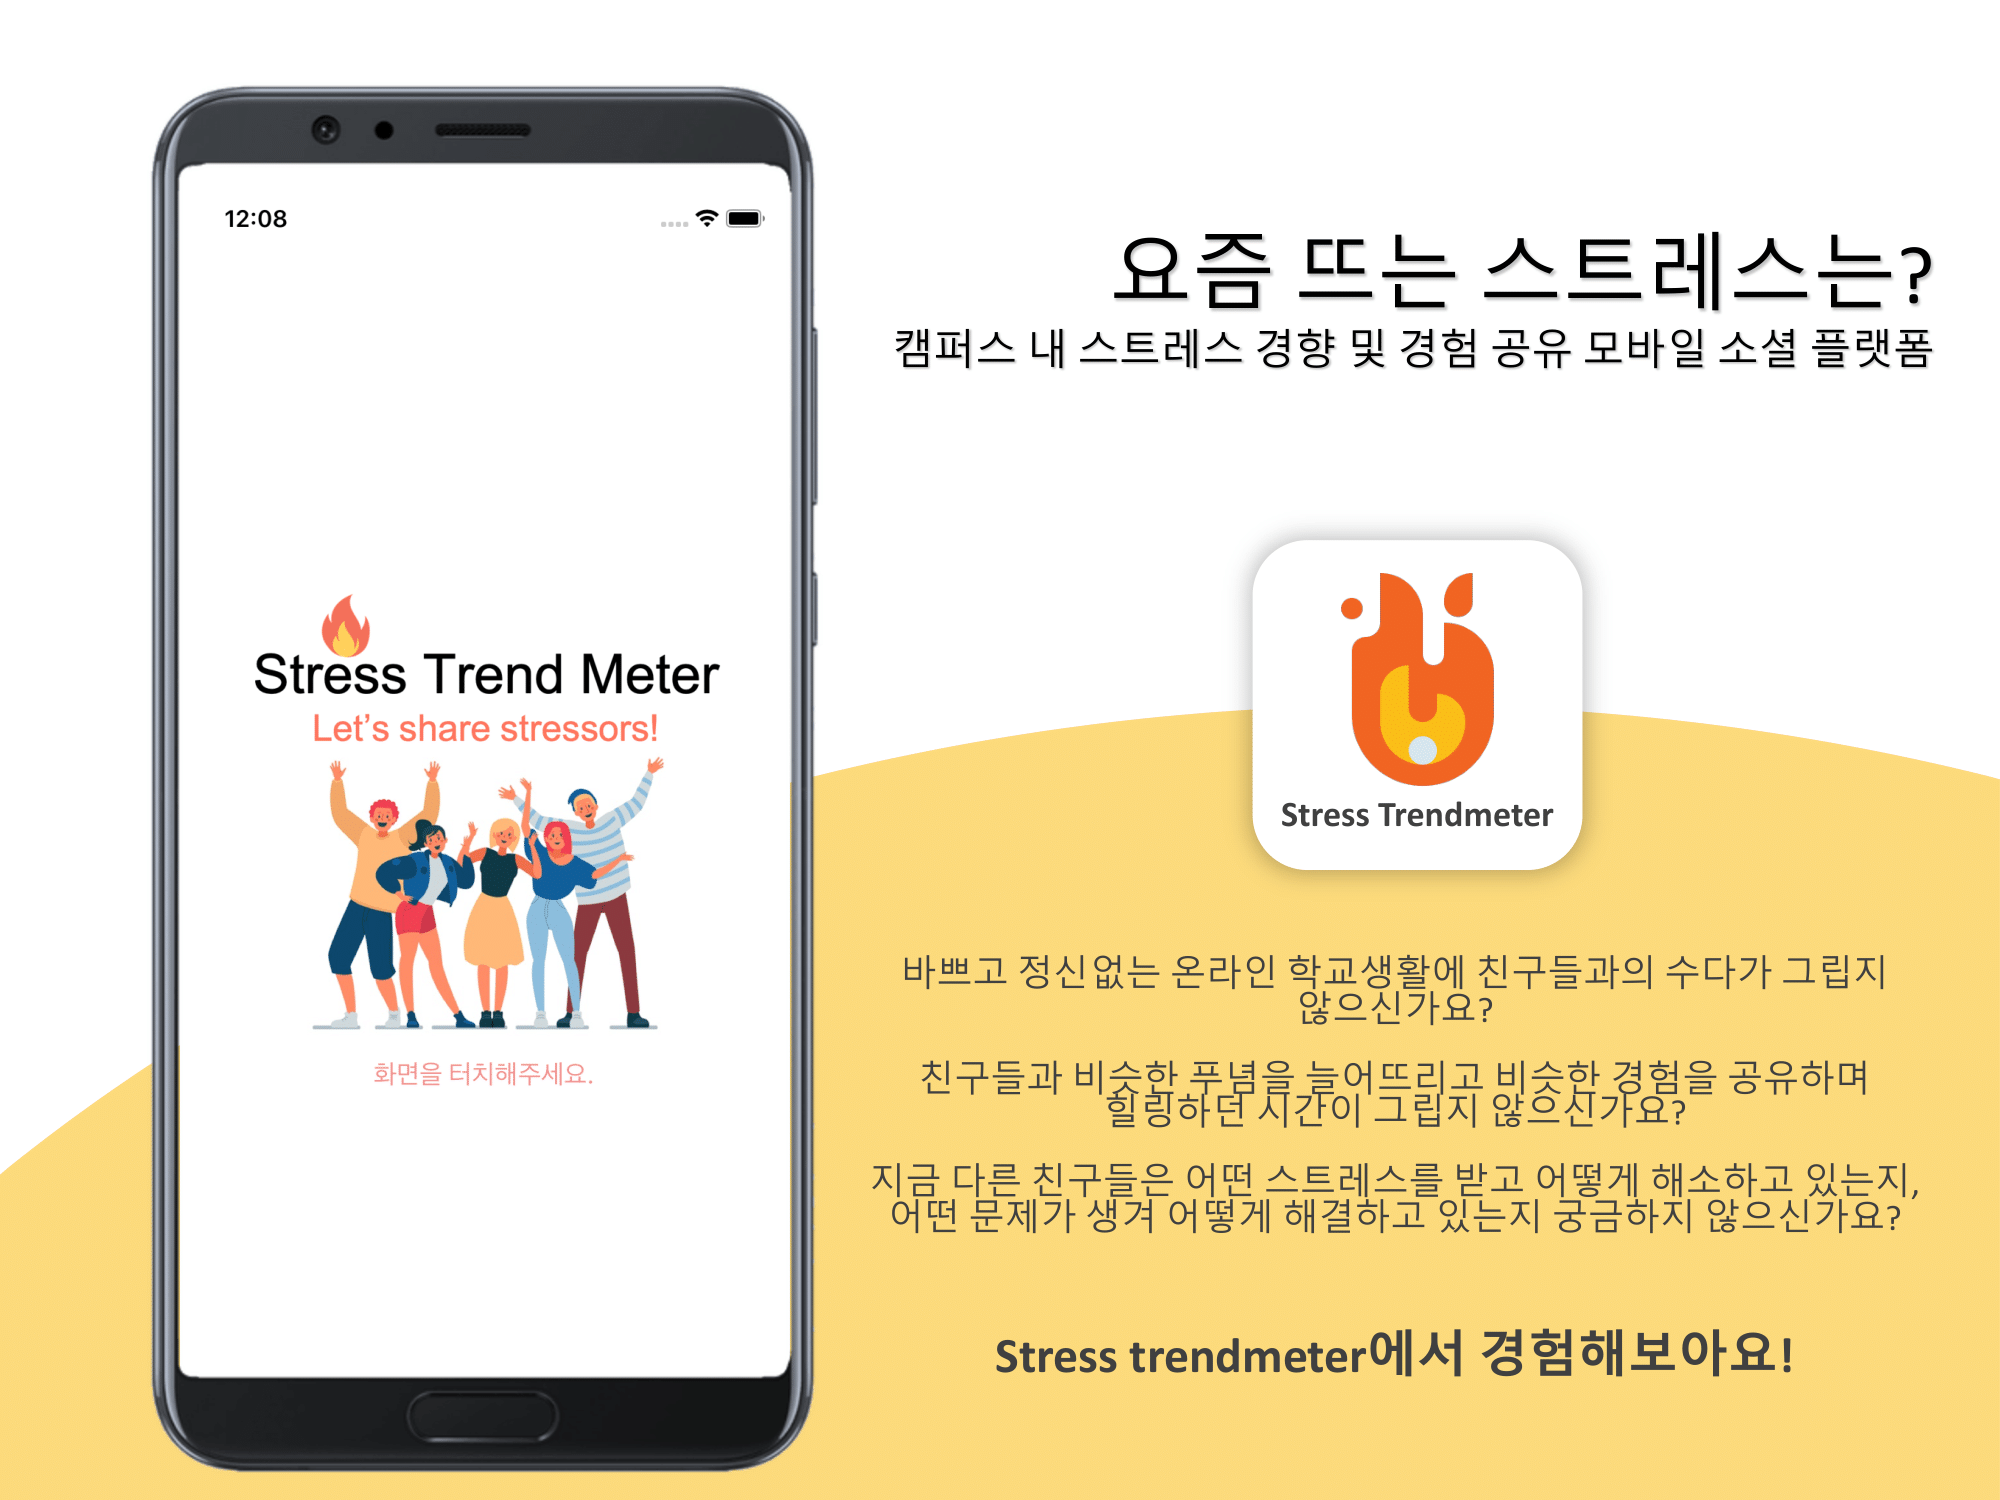 12:08
Stress Trend Meter
Let's share stressors!
화면을 터치해주세요.
요즘 뜨는 스트레스는?
캠퍼스 내 스트레스 경향 및 경험 공유 모바일 소셜 플랫폼
Stress Trendmeter
바쁘고 정신없는 온라인 학교생활에 친구들과의 수다가 그립지
않으신가요?
친구들과 비슷한 푸념을 늘어뜨리고 비슷한 경험을 공유하며
힐링하던 시간이 그립지 않으신가요?
지금 다른 친구들은 어떤 스트레스를 받고 어떻게 해소하고 있는지,
어떤 문제가 생겨 어떻게 해결하고 있는지 궁금하지 않으신가요?
Stress trendmeter에서 경험해보아요!